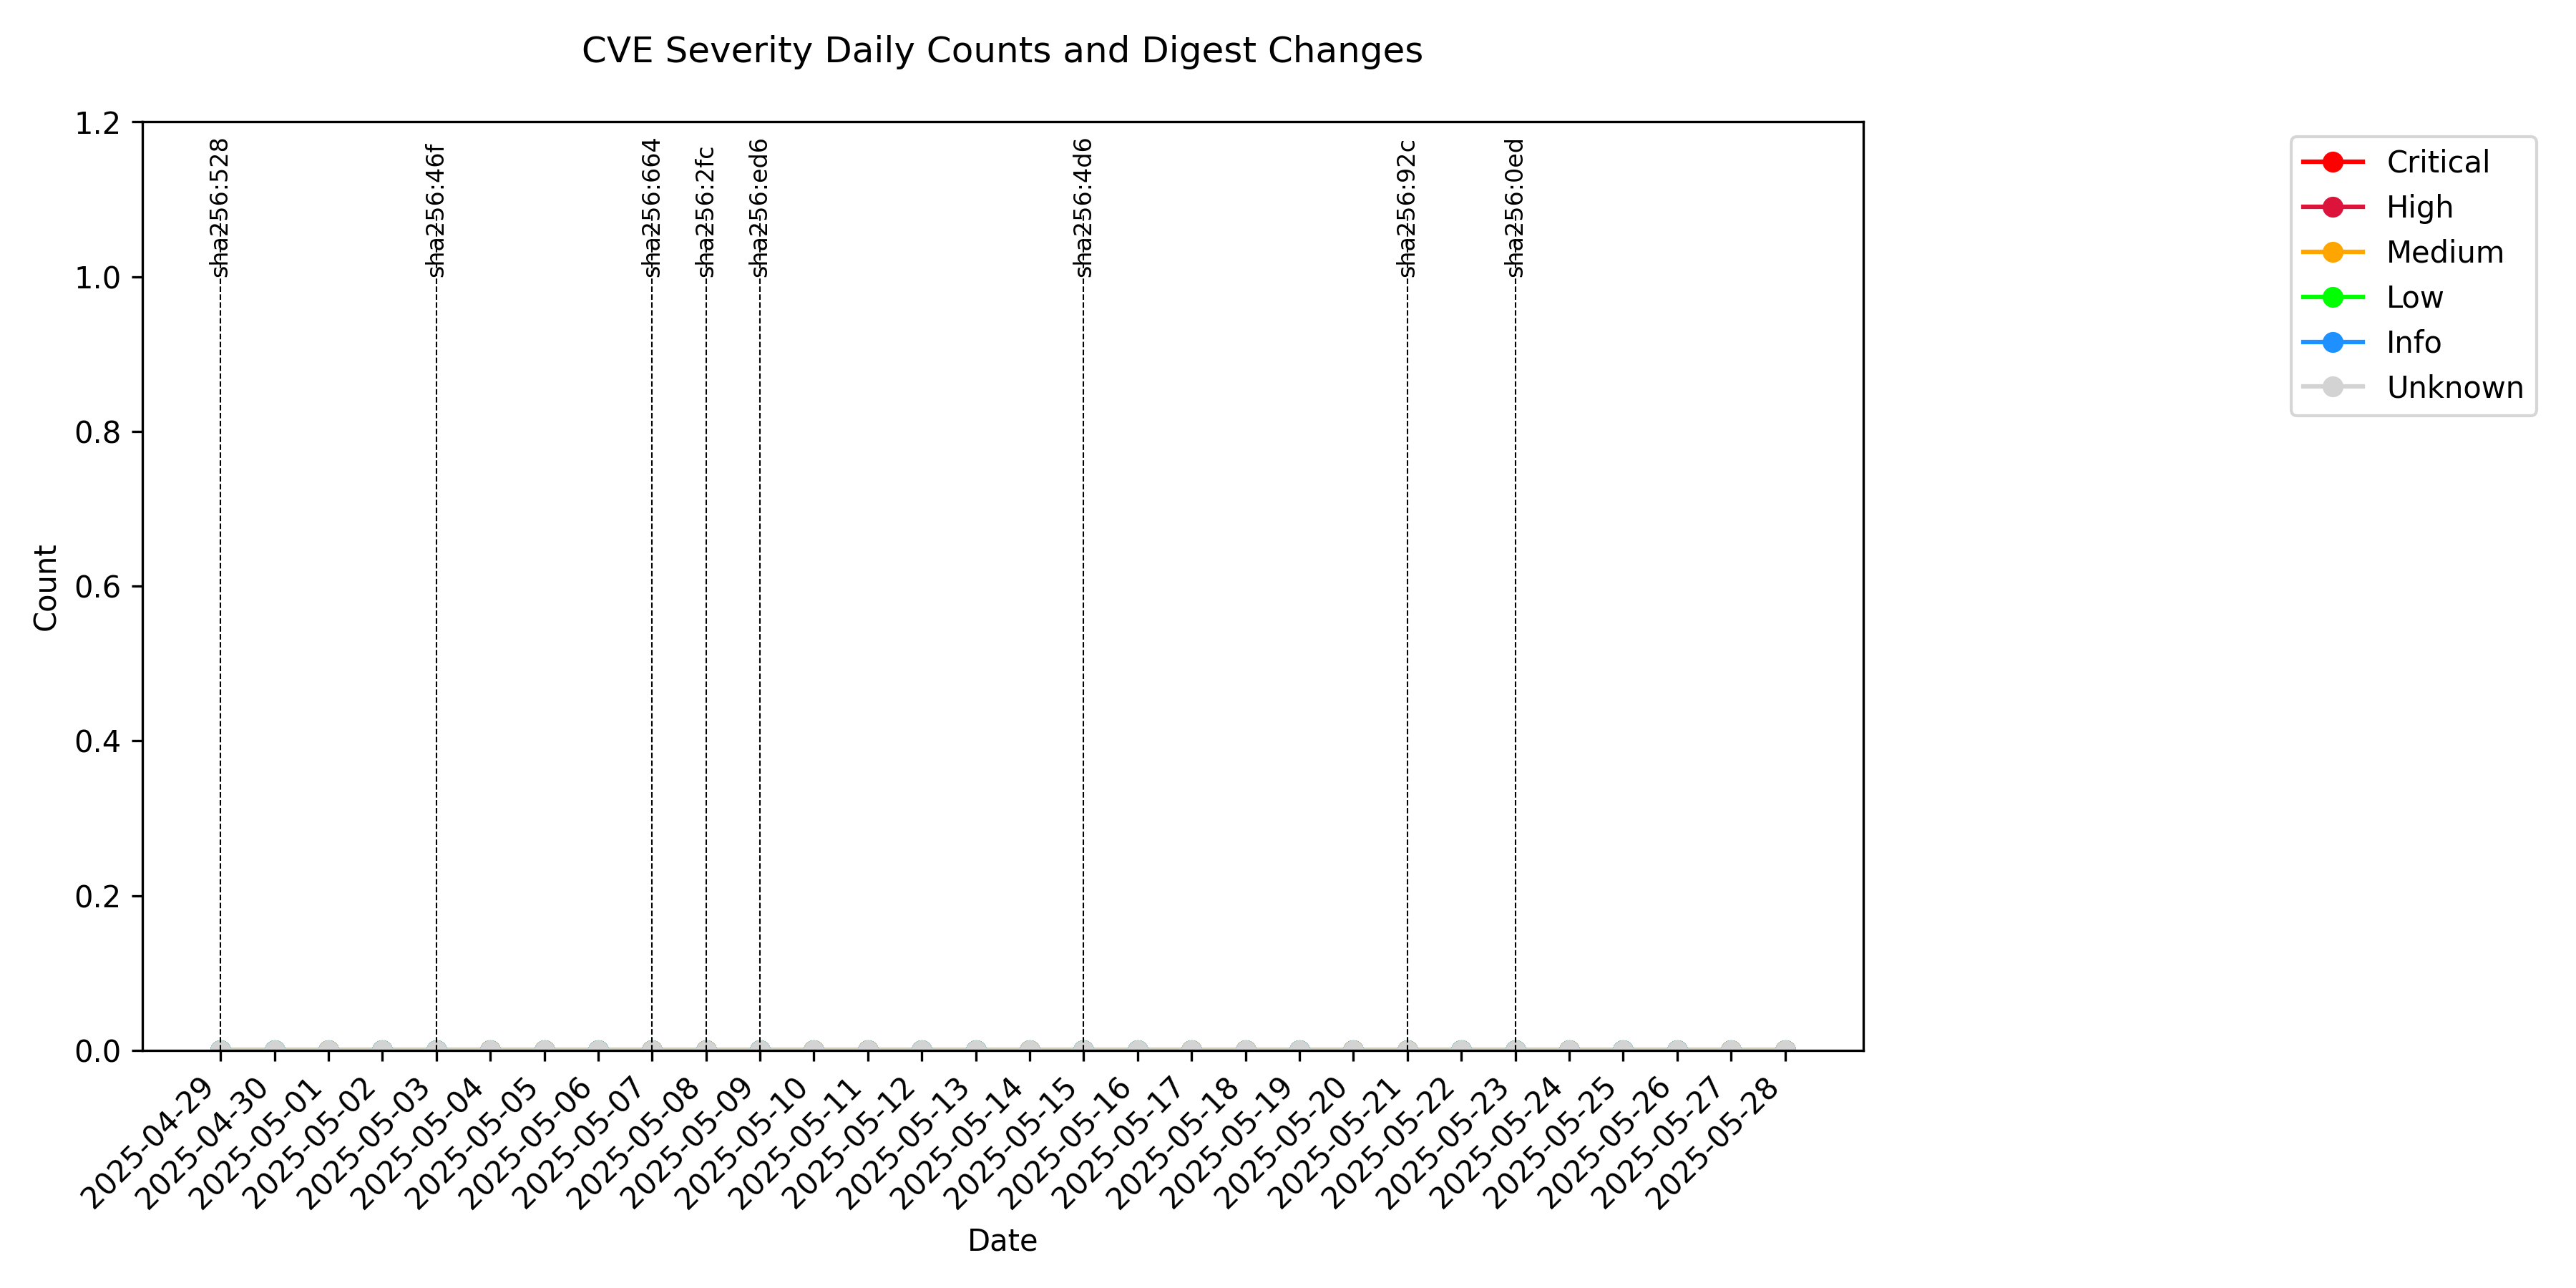 CVE Severity Daily Counts and Digest Changes
1.2
1.0
0.8
0.6
0.4
0.2
0.0
Count
sha256:528
sha256:46f
sha256:664
sha256:2fc
sha256:ed6
sha256:4d6
sha256:92c
sha256:0ed
Critical
High
Medium
Low
Info
Unknown
2025-04-29
2025-04-30
2025-05-01
2025-05-02
2025-05-03
2025-05-04
2025-05-05
2025-05-06
2025-05-07
2025-05-08
2025-05-09
2025-05-10
2025-05-11
2025-05-12
2025-05-13
2025-05-14
2025-05-15
2025-05-16
2025-05-17
2025-05-18
2025-05-19
2025-05-20
2025-05-21
2025-05-22
2025-05-23
2025-05-24
2025-05-25
2025-05-26
2025-05-27
2025-05-28
Date